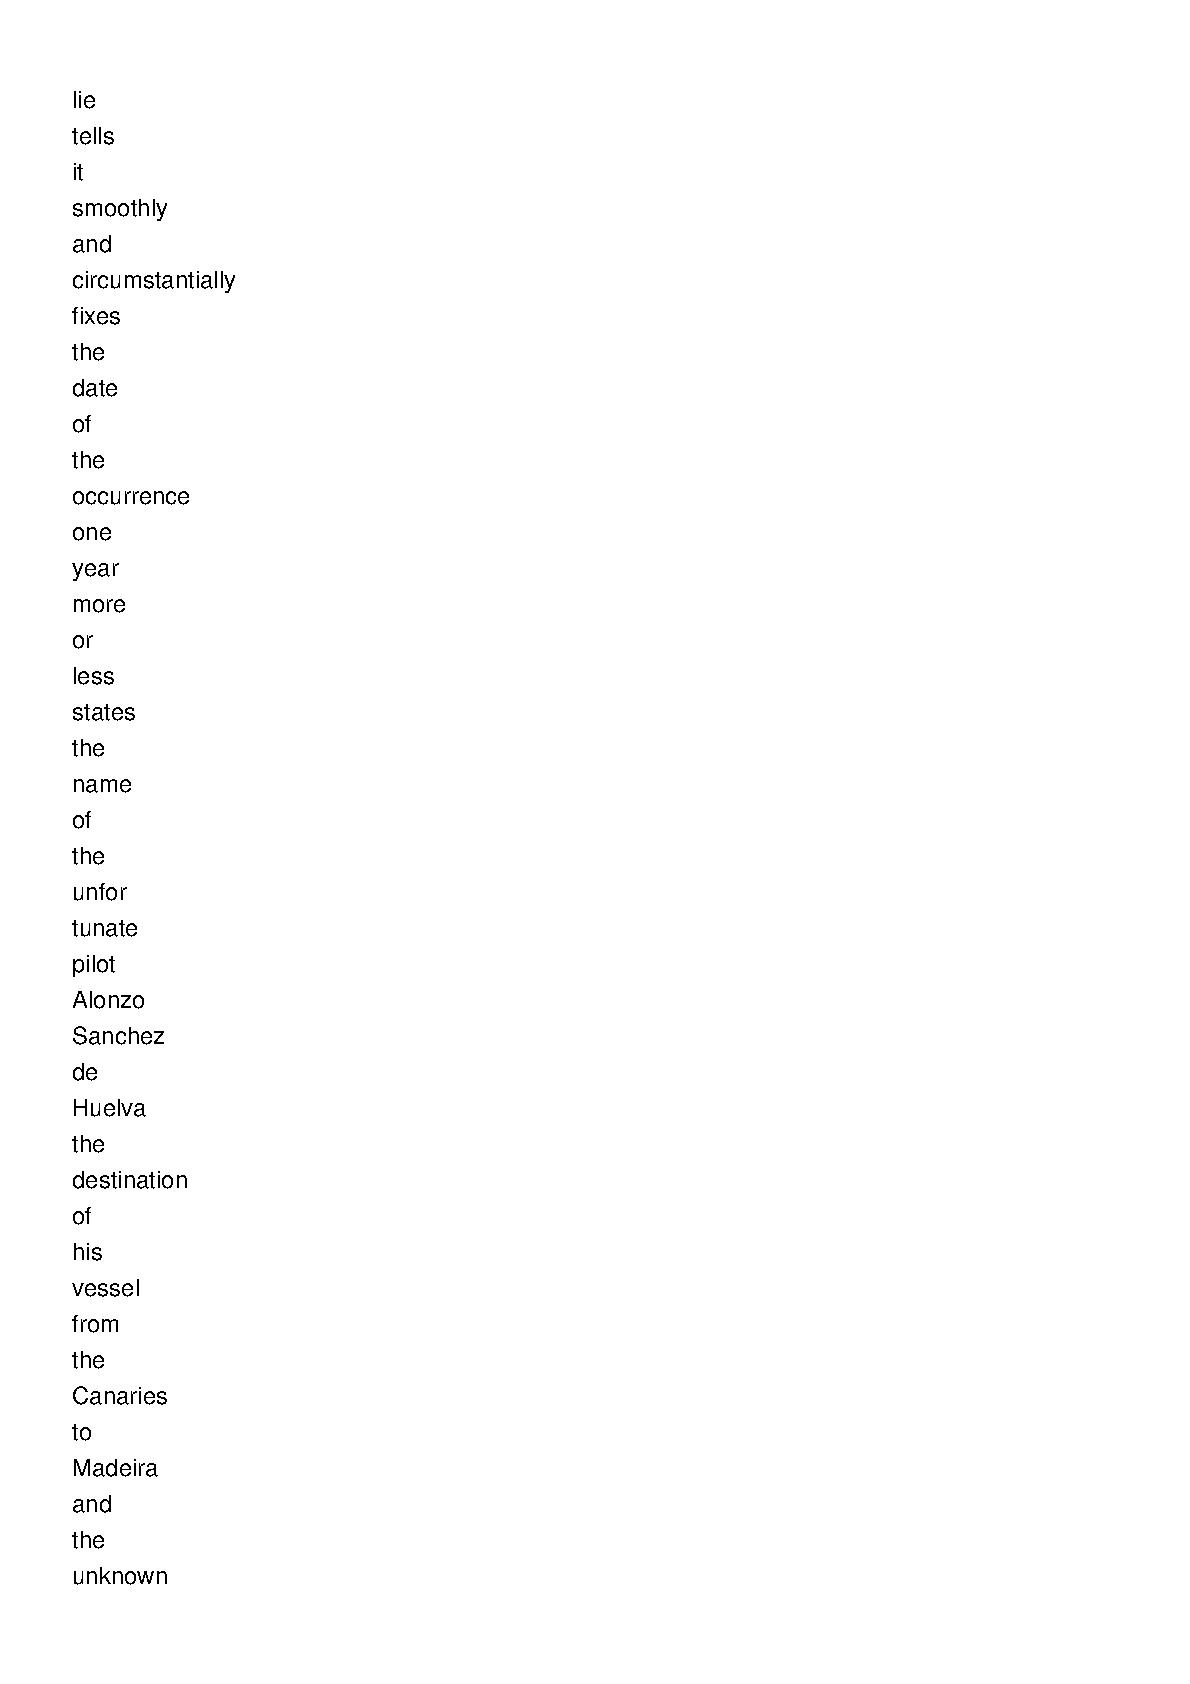 lie
tells
it
smoothly
and
circumstantially
fixes
the
date
of
the
occurrence
one
year
more
or
less
states
the
name
of
the
unfor
tunate
pilot
Alonzo
Sanchez
de
Huelva
the
destination
of
his
vessel
from
the
Canaries
to
Madeira
and
the
unknown